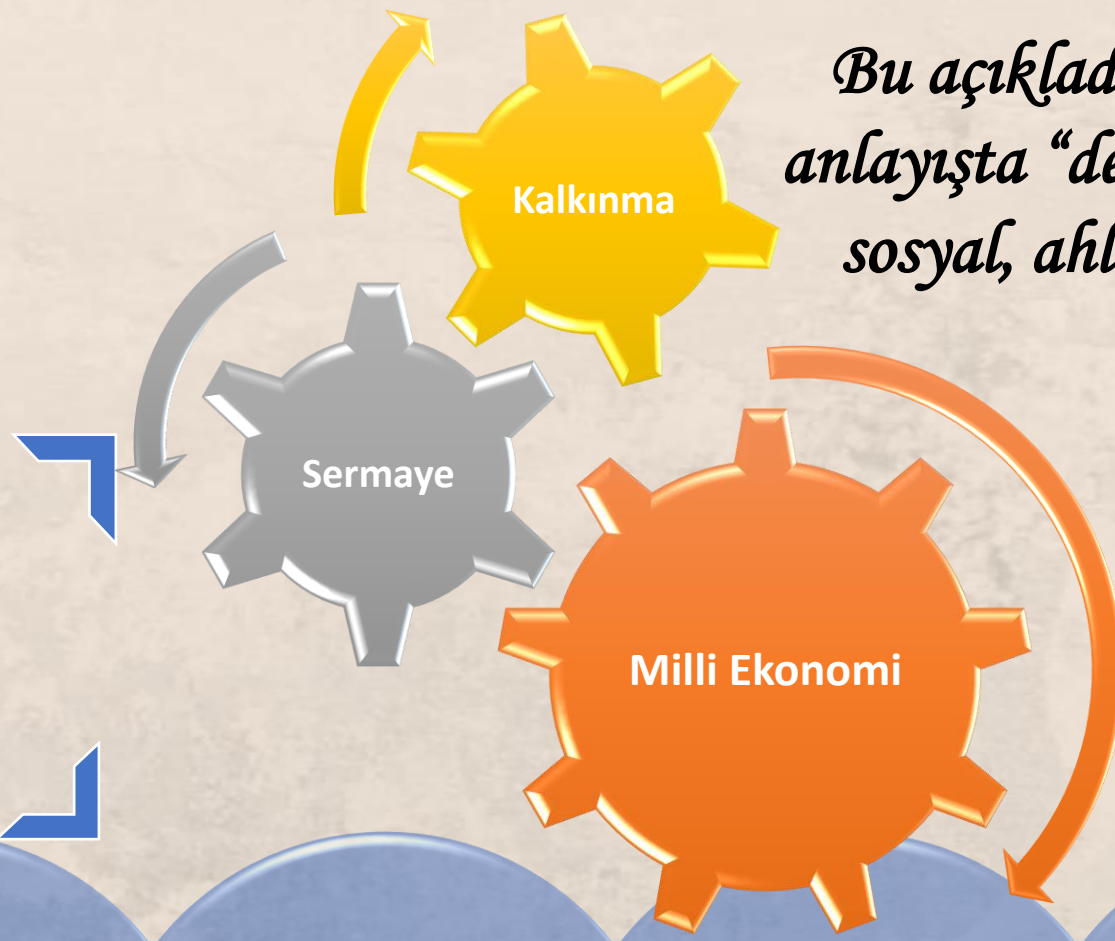 Bu açıklad
anlayışta “de
sosyal, ahl
Kalkınma
Sermaye
Milli Ekonomi